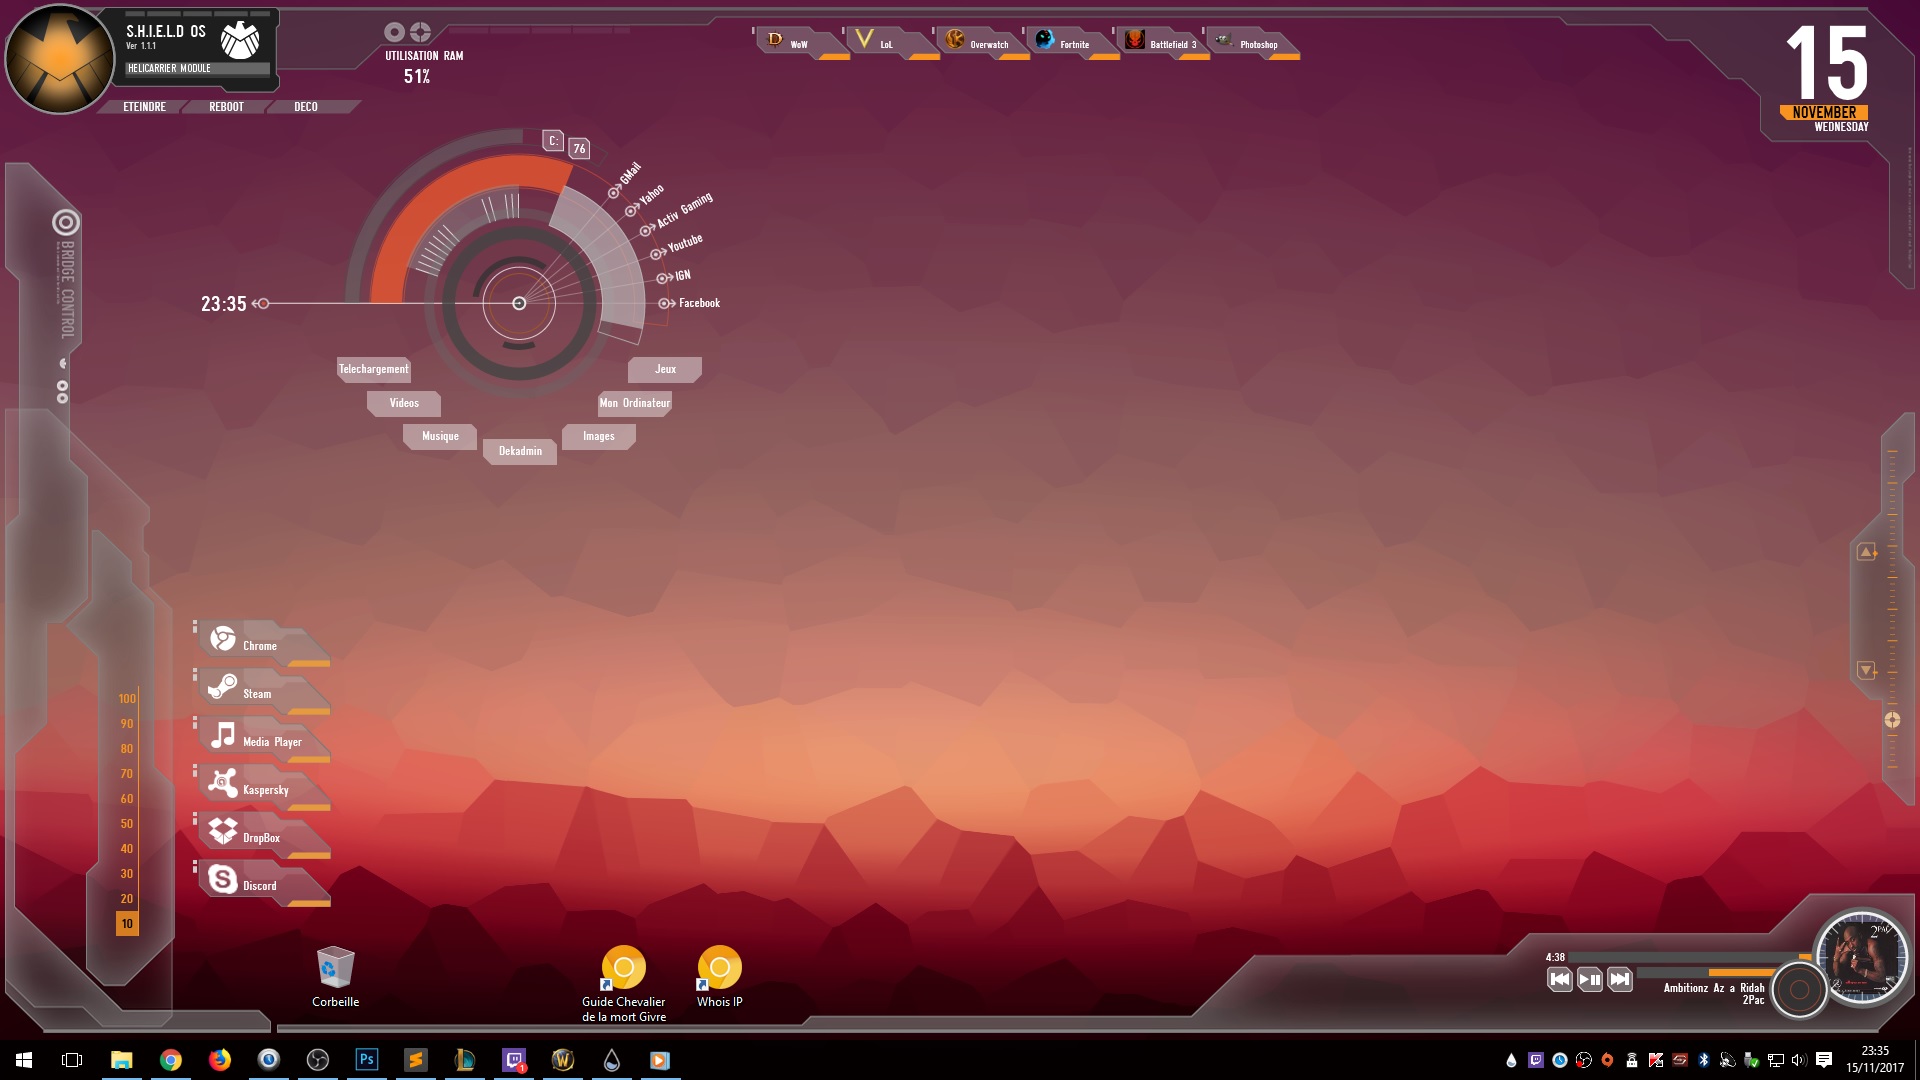 S.H.I.E.L.D OS
Ver 1.1.1
HELICARRIER MODULE
ETEINDRE
REBOOT
DECO
UTILISATION RAM
51%
WoW
LoL
Overwatch
Fortnite
Battlefield 3
Photoshop
15
NOVEMBER
WEDNESDAY
C:
76
GMail
Yahoo
Activ Gaming
Youtube
IGN
Facebook
23:35
BRIDGE CONTROL
Telechargement
Videos
Musique
Dekadmin
Images
Mon Ordinateur
Jeux
Chrome
Steam
Media Player
Kaspersky
DropBox
Discord
100
90
80
70
60
50
40
30
20
10
Corbeille
Guide Chevalier
de la mort Givre
Whois IP
4:38
Ambitionz Az a Ridah
2Pac
2PAC
Ps
1
23:35
15/11/2017